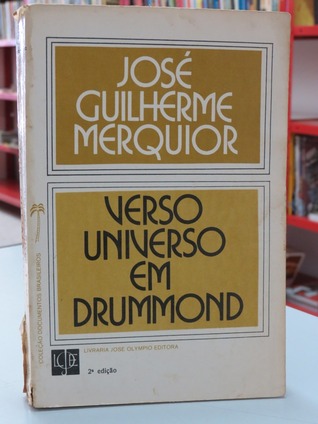 JOSÉ
GUILHERME
MERQUIOR
VERSO
UNIVERSO
EM
DRUMMOND
COLEÇÃO DOCUMENTOS BRASILEIROS
LIVRARIA JOSÉ OLYMPIO EDITORA
2ª edição